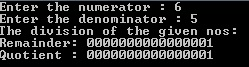 Enter the numerator : 6
Enter the denominator : 5
The division of the given nos:
Remainder: 0000000000000001
Quotient : 0000000000000001